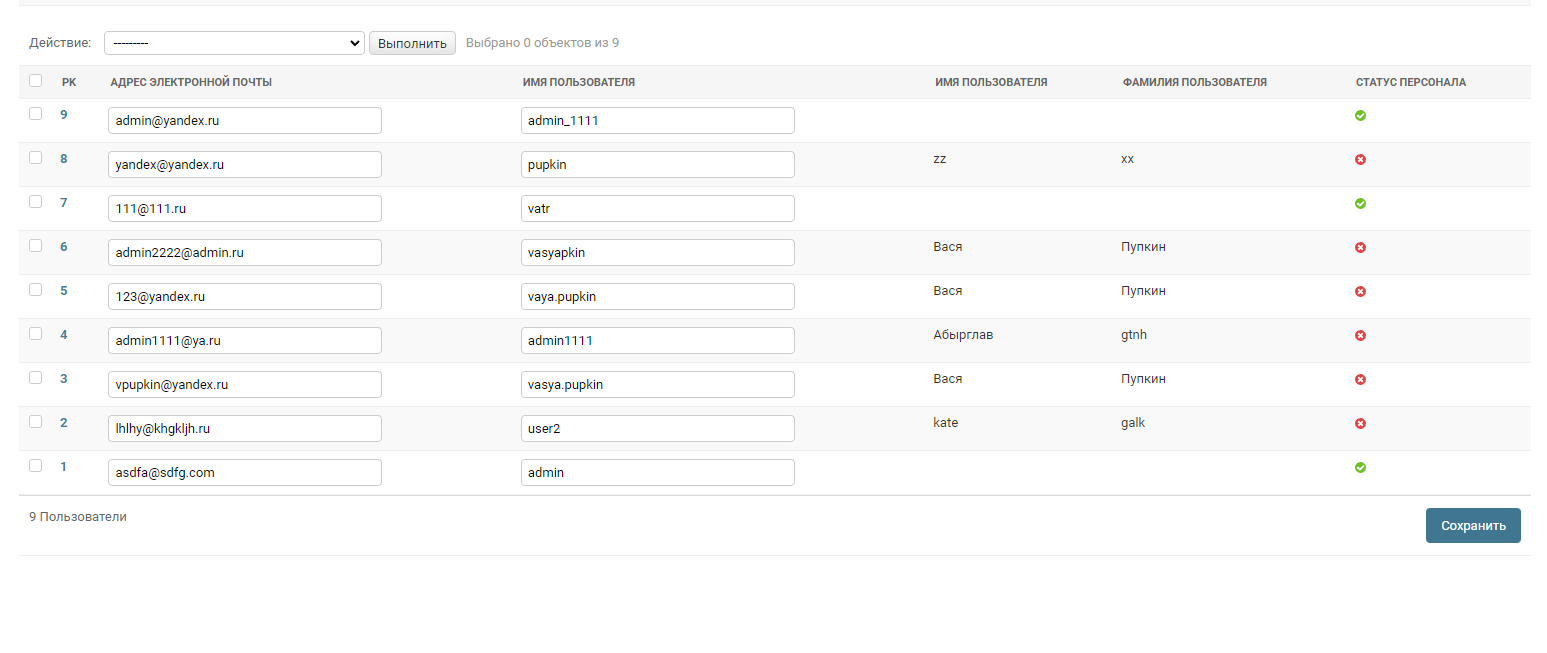 Действие: --------- Выполнить Выбрано 0 объектов из 9
PK АДРЕС ЭЛЕКТРОННОЙ ПОЧТЫ ИМЯ ПОЛЬЗОВАТЕЛЯ ИМЯ ПОЛЬЗОВАТЕЛЯ ФАМИЛИЯ ПОЛЬЗОВАТЕЛЯ СТАТУС ПЕРСОНАЛА
9 admin@yandex.ru admin_1111
8 yandex@yandex.ru pupkin zz xx
7 111@111.ru vatr
6 admin2222@admin.ru vasyapkin Вася Пупкин
5 123@yandex.ru vaya.pupkin Вася Пупкин
4 admin1111@ya.ru admin1111 Абырглав gtnh
3 vpupkin@yandex.ru vasya.pupkin Вася Пупкин
2 lhlhy@khgkljh.ru user2 kate galk
1 asdfa@sdfg.com admin
9 Пользователи Сохранить